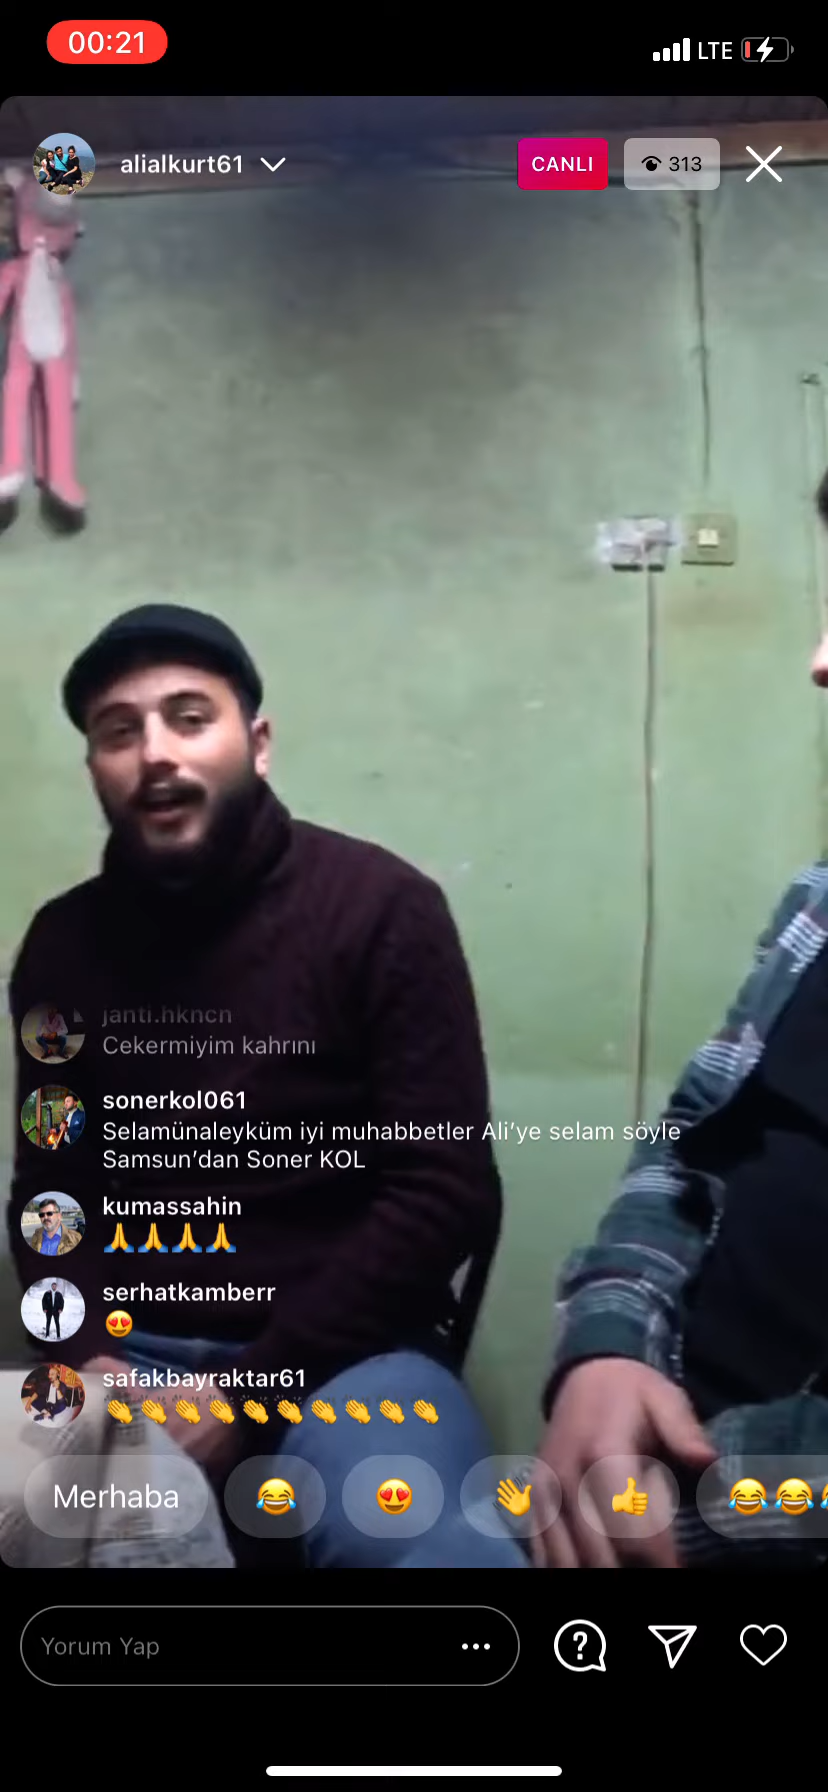 00:21
LTE
alialkurt61
CANLI
313
janti.hkncn
Cekermiyim kahrını
sonerkol061
Selamünaleyküm iyi muhabbetler Ali’ye selam söyle
Samsun’dan Soner KOL
kumassahin
🙏🙏🙏🙏
serhatkamberr
😍
safakbayraktar61
👏👏👏👏👏👏👏👏👏👏
Merhaba 😂 😍 👋 👍 😂😂
Yorum Yap